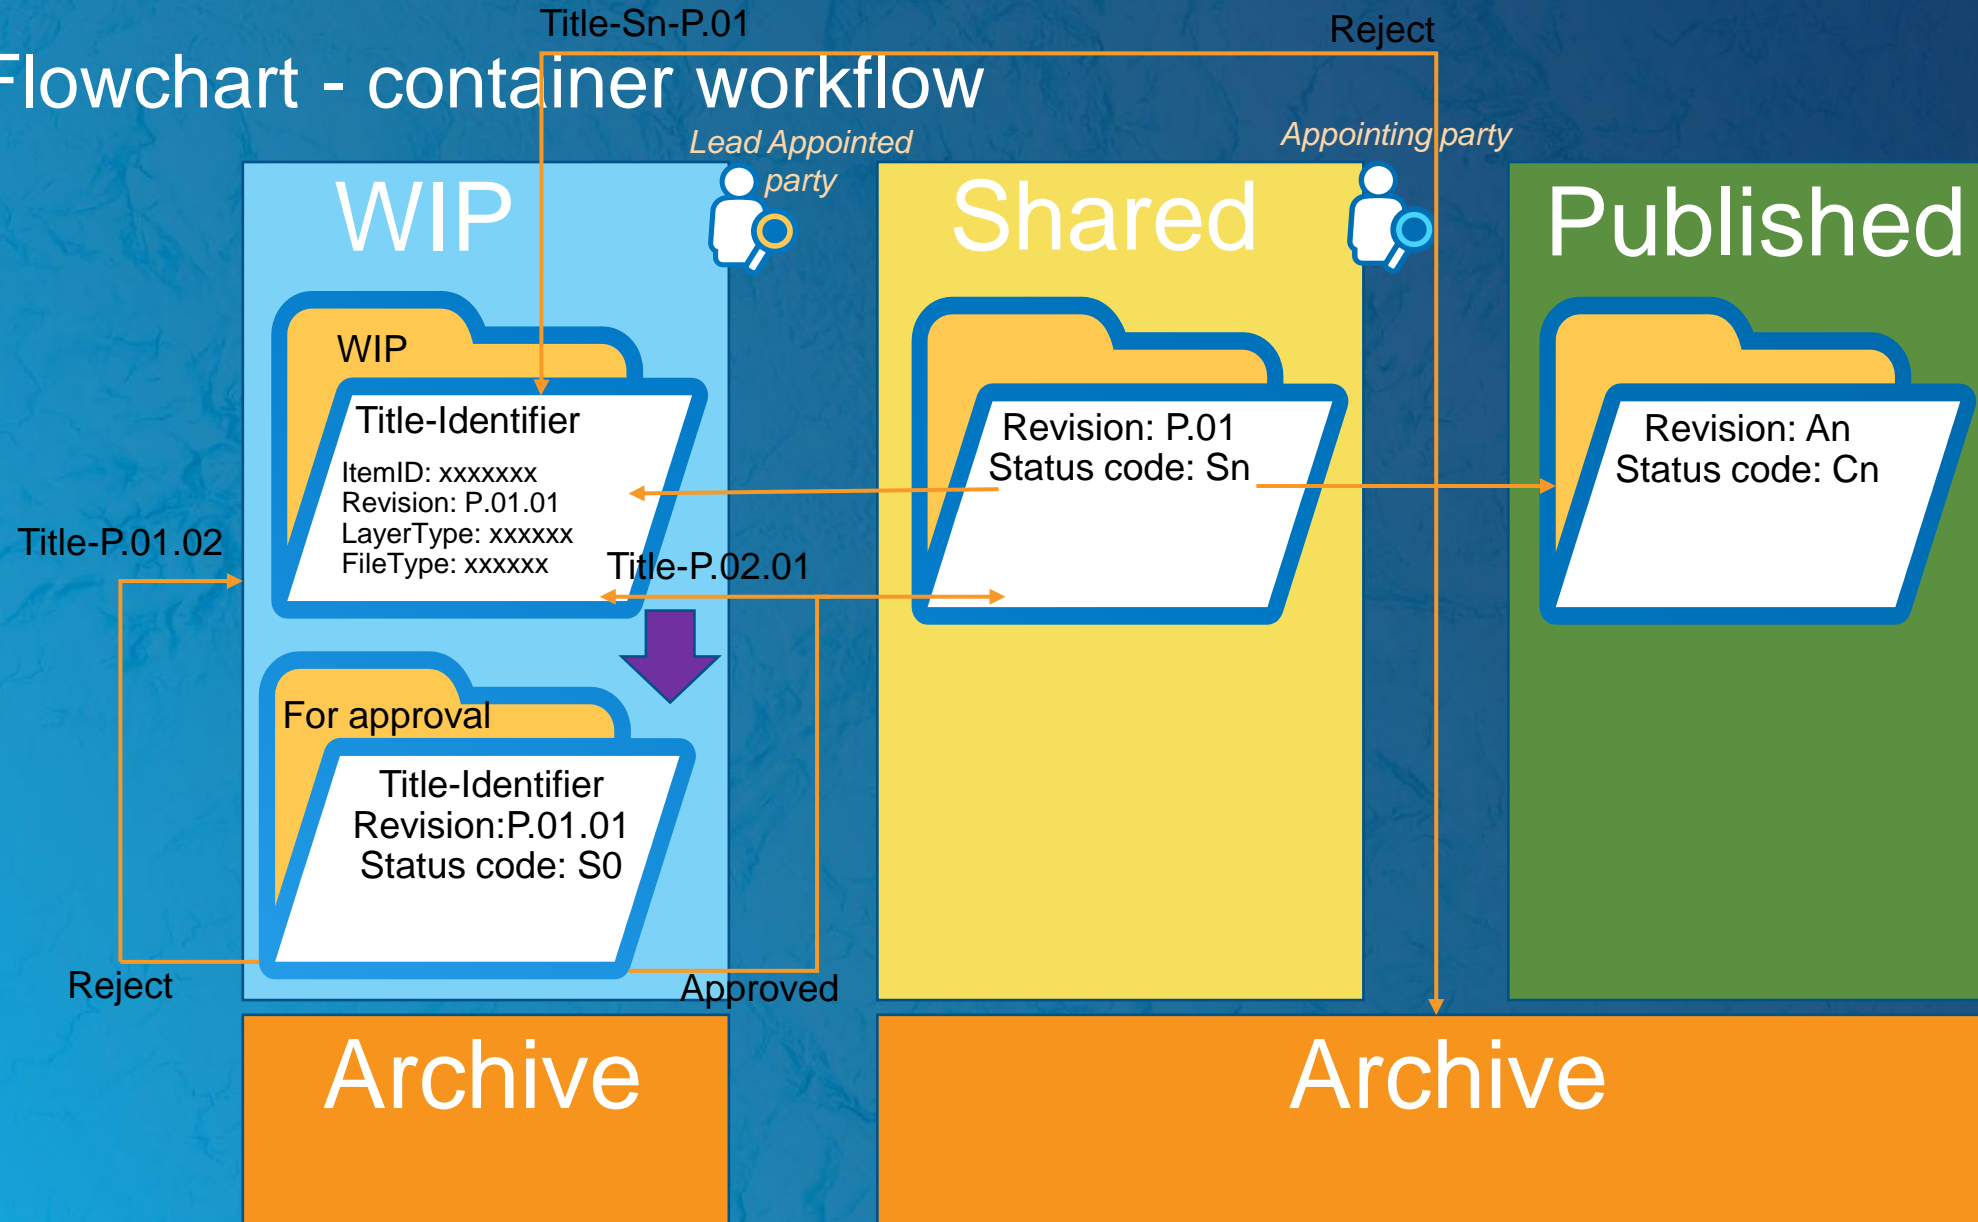 Title-Sn-P.01
Reject
Flowchart - container workflow
Lead Appointed
party
Appointing party
WIP
Shared
Published
WIP
Title-Identifier
ItemID: xxxxxxx
Revision: P.01.01
LayerType: xxxxxx
FileType: xxxxxx
Revision: P.01
Status code: Sn
Revision: An
Status code: Cn
Title-P.01.02
Title-P.02.01
For approval
Title-Identifier
Revision:P.01.01
Status code: S0
Reject
Approved
Archive
Archive